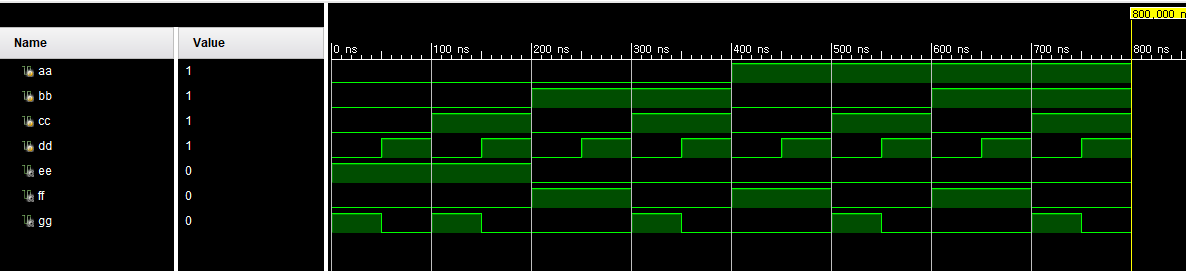 800,000 n
Name Value
0 ns 100 ns 200 ns 300 ns 400 ns 500 ns 600 ns 700 ns 800 ns
aa 1
bb 1
cc 1
dd 1
ee 0
ff 0
gg 0